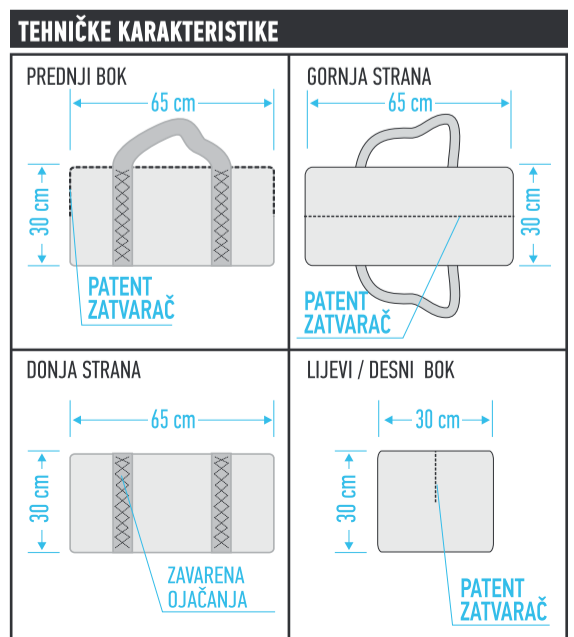 TEHNIČKE KARAKTERISTIKE
PREDNJI BOK
65 cm
30 cm
PATENT
ZATVARAČ
GORNJA STRANA
65 cm
30 cm
PATENT
ZATVARAČ
DONJA STRANA
65 cm
30 cm
ZAVARENA
OJAČANJA
LIJEVI / DESNI BOK
30 cm
30 cm
PATENT
ZATVARAČ